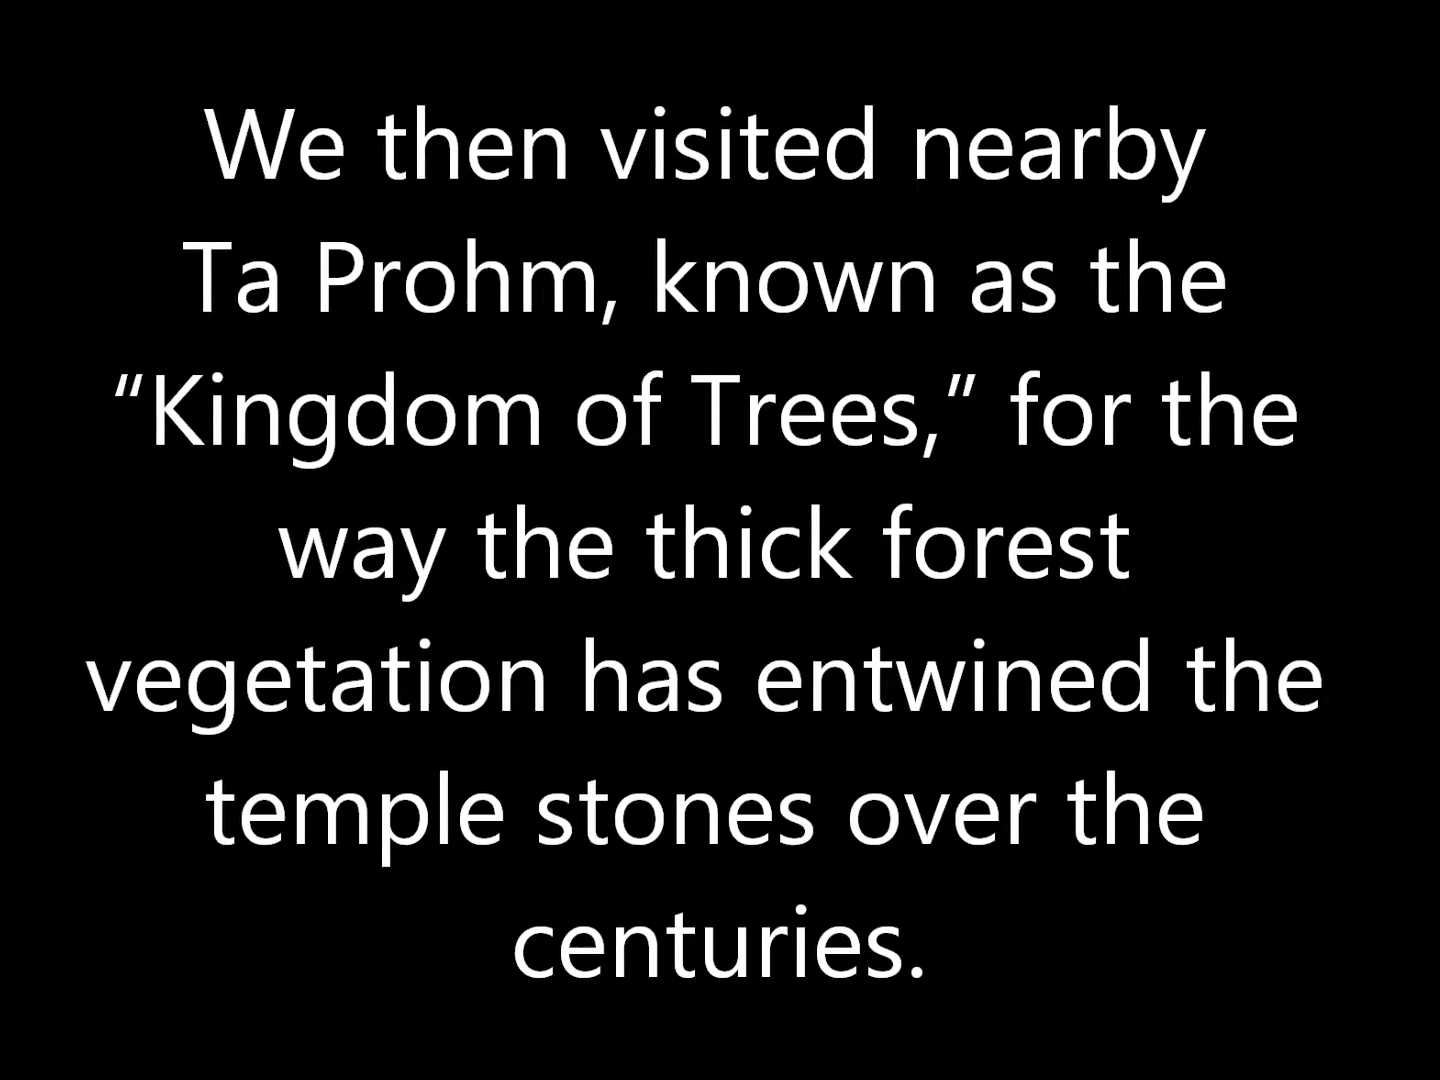 We then visited nearby
Ta Prohm, known as the
“Kingdom of Trees,” for the
way the thick forest
vegetation has entwined the
temple stones over the
centuries.